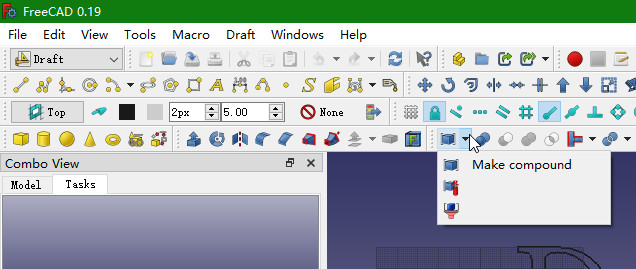 FreeCAD 0.19
File Edit View Tools Macro Draft Windows Help
Draft
Top 2px 5.00 None
Combo View
Make compound
Model Tasks